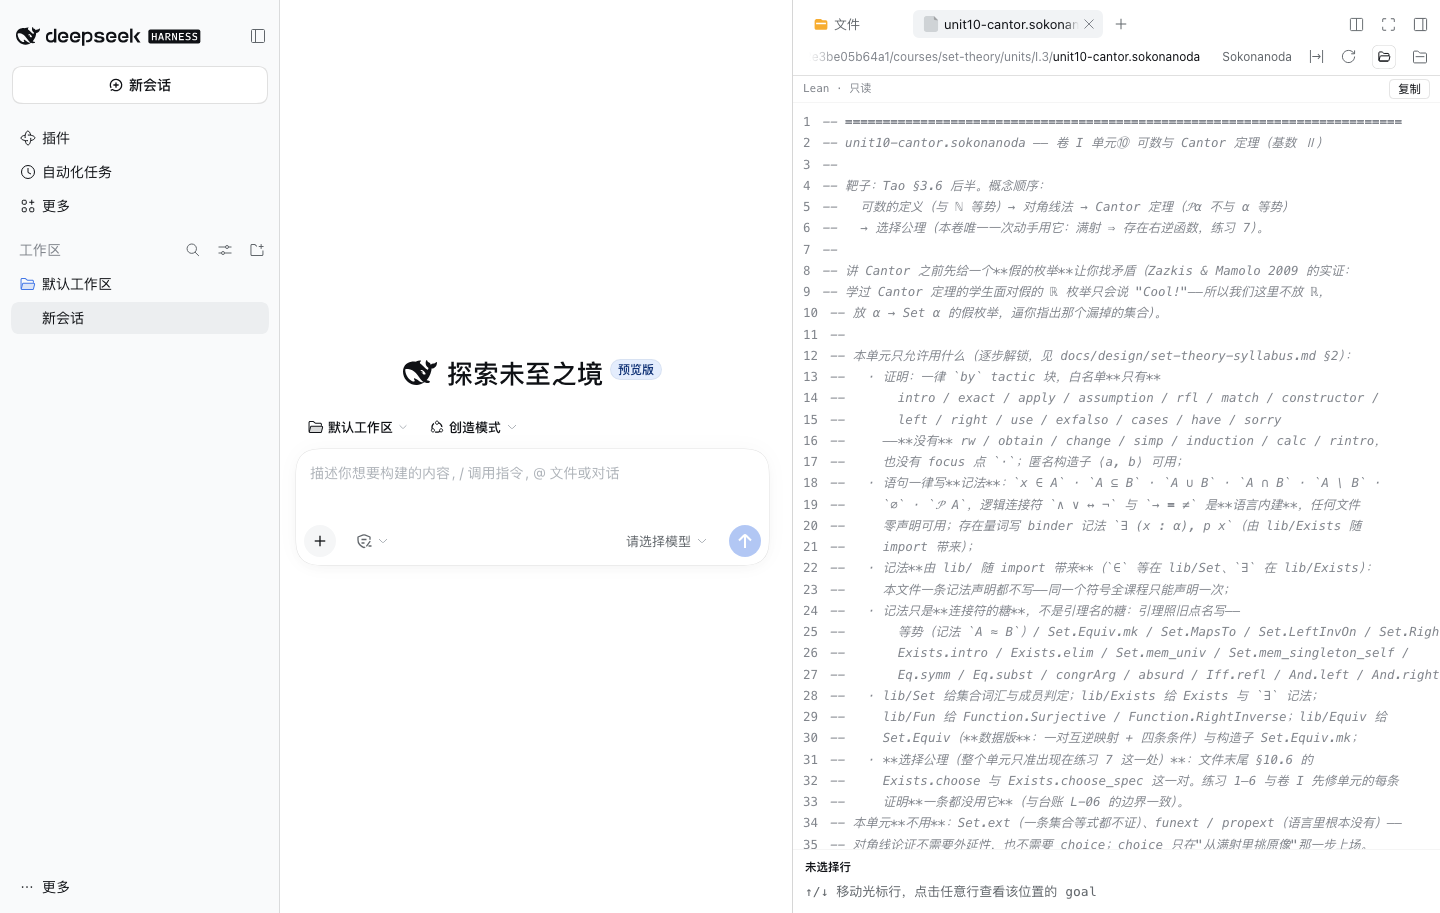 deepseek HARNESS
新会话
插件
自动化任务
更多
工作区
默认工作区
新会话
更多
探索未至之境
预览版
默认工作区
创造模式
描述你想要构建的内容, / 调用指令, @ 文件或对话
请选择模型
文件
unit10-cantor.sokonan
e3be05b64a1/courses/set-theory/units/I.3/unit10-cantor.sokonanoda
Sokonanoda
Lean · 只读
复制
1 -- ==========================================================================
2 -- unit10-cantor.sokonanoda —— 卷 I 单元⑩ 可数与 Cantor 定理（基数 Ⅱ）
3 --
4 -- 靶子：Tao §3.6 后半。概念顺序：
5 --   可数的定义（与 ℕ 等势）→ 对角线法 → Cantor 定理（𝒫α 不与 α 等势）
6 --   → 选择公理（本卷唯一一次动手用它：满射 ⇒ 存在右逆函数，练习 7）。
7 --
8 -- 讲 Cantor 之前先给一个**假的枚举**让你找矛盾（Zazkis & Mamolo 2009 的实证：
9 -- 学过 Cantor 定理的学生面对假的 ℝ 枚举只会说 "Cool!"——所以我们这里不放 ℝ，
10 -- 放 α → Set α 的假枚举，逼你指出那个漏掉的集合）。
11 --
12 -- 本单元只允许用什么（逐步解锁，见 docs/design/set-theory-syllabus.md §2）：
13 --   · 证明：一律 `by` tactic 块，白名单**只有**
14 --       intro / exact / apply / assumption / rfl / match / constructor /
15 --       left / right / use / exfalso / cases / have / sorry
16 --     ——**没有** rw / obtain / change / simp / induction / calc / rintro，
17 --     也没有 focus 点 `·`；匿名构造子 ⟨a, b⟩ 可用；
18 --   · 语句一律写**记法**：`x ∈ A` · `A ⊆ B` · `A ∪ B` · `A ∩ B` · `A \ B` ·
19 --     `∅` · `𝒫 A`，逻辑连接符 `∧ ∨ ↔ ¬` 与 `→ = ≠` 是**语言内建**，任何文件
20 --     零声明可用；存在量词写 binder 记法 `∃ (x : α), p x`（由 lib/Exists 随
21 --     import 带来）；
22 --   · 记法**由 lib/ 随 import 带来**（`∈` 等在 lib/Set、`∃` 在 lib/Exists）：
23 --     本文件一条记法声明都不写——同一个符号全课程只能声明一次；
24 --   · 记法只是**连接符的糖**，不是引理名的糖：引理照旧点名写——
25 --       等势（记法 `A ≈ B`）/ Set.Equiv.mk / Set.MapsTo / Set.LeftInvOn / Set.Righ
26 --       Exists.intro / Exists.elim / Set.mem_univ / Set.mem_singleton_self /
27 --       Eq.symm / Eq.subst / congrArg / absurd / Iff.refl / And.left / And.right
28 --   · lib/Set 给集合词汇与成员判定；lib/Exists 给 Exists 与 `∃` 记法；
29 --     lib/Fun 给 Function.Surjective / Function.RightInverse；lib/Equiv 给
30 --     Set.Equiv（**数据版**：一对互逆映射 + 四条条件）与构造子 Set.Equiv.mk；
31 --   · **选择公理（整个单元只准出现在练习 7 这一处）**：文件末尾 §10.6 的
32 --     Exists.choose 与 Exists.choose_spec 这一对。练习 1–6 与卷 I 先修单元的每条
33 --     证明**一条都没用它**（与台账 L-06 的边界一致）。
34 -- 本单元**不用**：Set.ext（一条集合等式都不证）、funext / propext（语言里根本没有）——
35 -- 对角线论证不需要外延性，也不需要 choice；choice 只在"从满射里挑原像"那一步上场。
未选择行
↑/↓ 移动光标行，点击任意行查看该位置的 goal